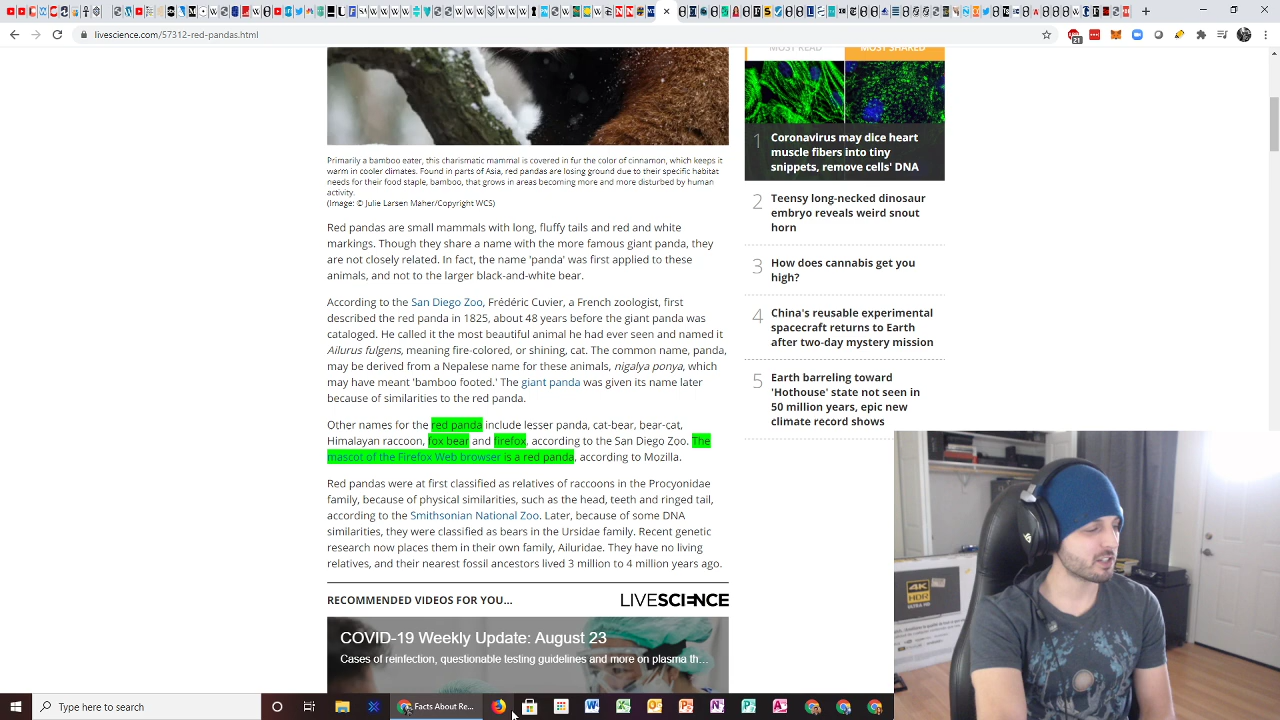 livescience.com/57312-red-pandas.html
21
MOST READ
MOST SHARED
Primarily a bamboo eater, this charismatic mammal is covered in fur the color of cinnamon, which keeps it
warm in cooler climates. Found in parts of Asia, red pandas are losing ground due to their specific habitat
needs for their food staple, bamboo, that grows in areas becoming more and more disturbed by human
activity.
(Image: © Julie Larsen Maher/Copyright WCS)
Red pandas are small mammals with long, fluffy tails and red and white
markings. Though they share a name with the more famous giant panda, they
are not closely related. In fact, the name 'panda' was first applied to these
animals, and not to the larger black-and-white bear.
According to the San Diego Zoo, Frédéric Cuvier, a French zoologist, first
described the red panda in 1825, about 48 years before the giant panda was
cataloged. He called it the most beautiful animal he had ever seen and named it
Ailurus fulgens, meaning fire-colored, or shining, cat. The common name, panda,
may be derived from a Nepalese name for these animals, nigalya ponya, which
may have meant 'bamboo footed.' The giant panda was given its name later
because of similarities to the red panda.
Other names for the red panda include lesser panda, cat-bear, bear-cat,
Himalayan raccoon, fox bear and firefox, according to the San Diego Zoo. The
mascot of the Firefox Web browser is a red panda, according to Mozilla.
Red pandas were at first classified as relatives of raccoons in the Procyonidae
family, because of physical similarities, such as the head, teeth and ringed tail,
according to the Smithsonian National Zoo. Later, because of some DNA
similarities, they were classified as bears in the Ursidae family. Recent genetic
research now places them in their own family, Ailuridae. They have no living
relatives, and their nearest fossil ancestors lived 3 million to 4 million years ago.
RECOMMENDED VIDEOS FOR YOU...
LIVESCIENCE
COVID-19 Weekly Update: August 23
Cases of reinfection, questionable testing guidelines and more on plasma th...
1
Coronavirus may dice heart
muscle fibers into tiny
snippets, remove cells' DNA
2
Teensy long-necked dinosaur
embryo reveals weird snout
horn
3
How does cannabis get you
high?
4
China's reusable experimental
spacecraft returns to Earth
after two-day mystery mission
5
Earth barreling toward
'Hothouse' state not seen in
50 million years, epic new
climate record shows
4K
HDR
ULTRA HD
Type here to search
Facts About Re...